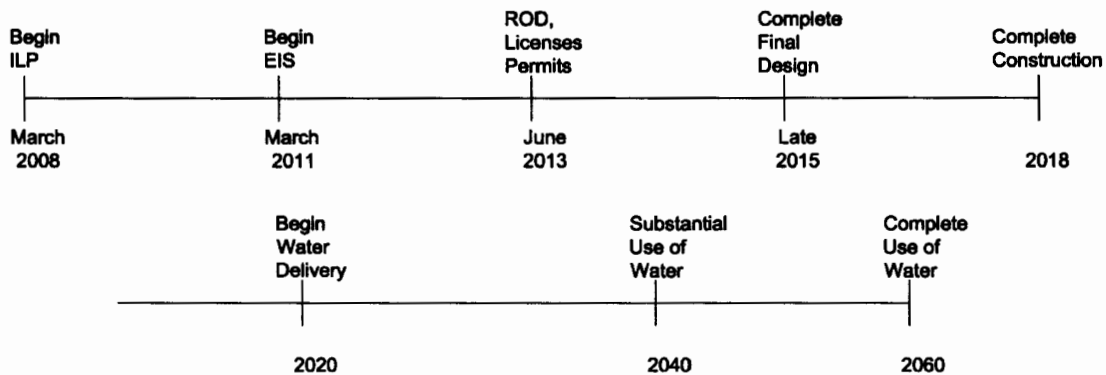 Begin
ILP
Begin
EIS
ROD,
Licenses
Permits
Complete
Final
Design
Complete
Construction
March
2008
March
2011
June
2013
Late
2015
2018
Begin
Water
Delivery
Substantial
Use of
Water
Complete
Use of
Water
2020
2040
2060